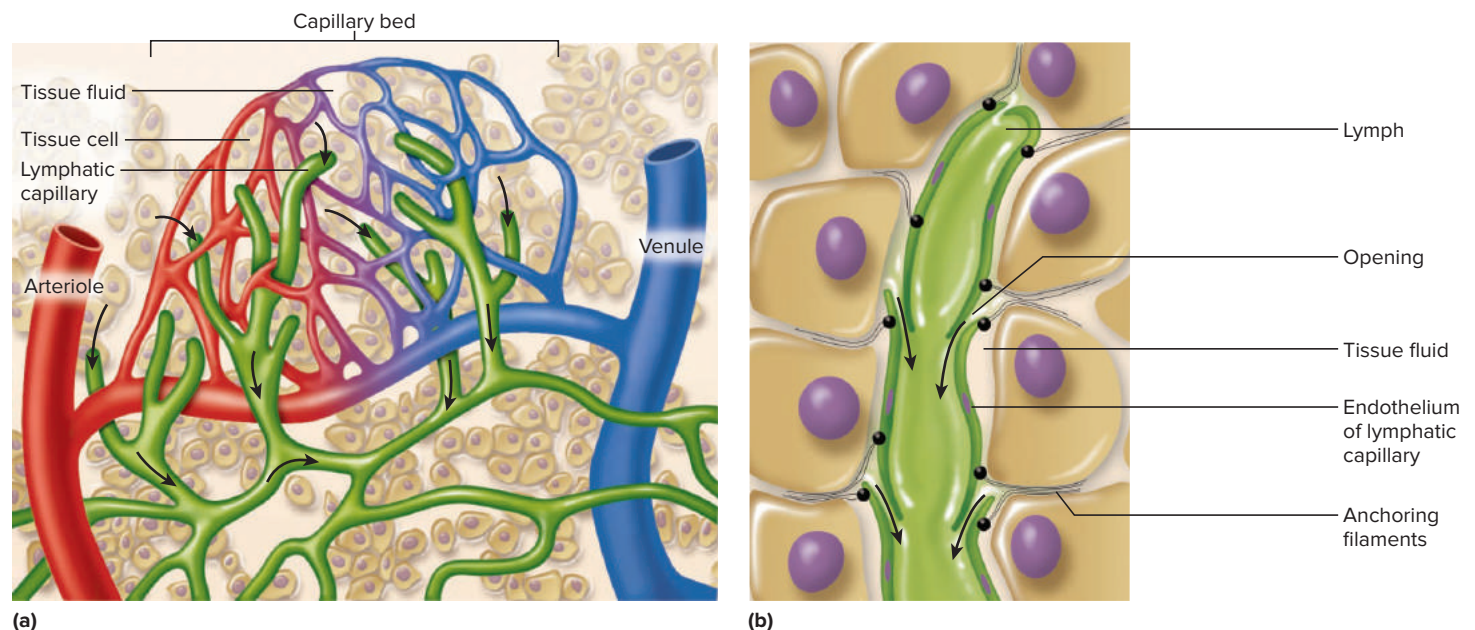 Capillary bed
Tissue fluid
Tissue cell
Lymphatic
capillary
Arteriole
Venule
(a)
Lymph
Opening
Tissue fluid
Endothelium
of lymphatic
capillary
Anchoring
filaments
(b)